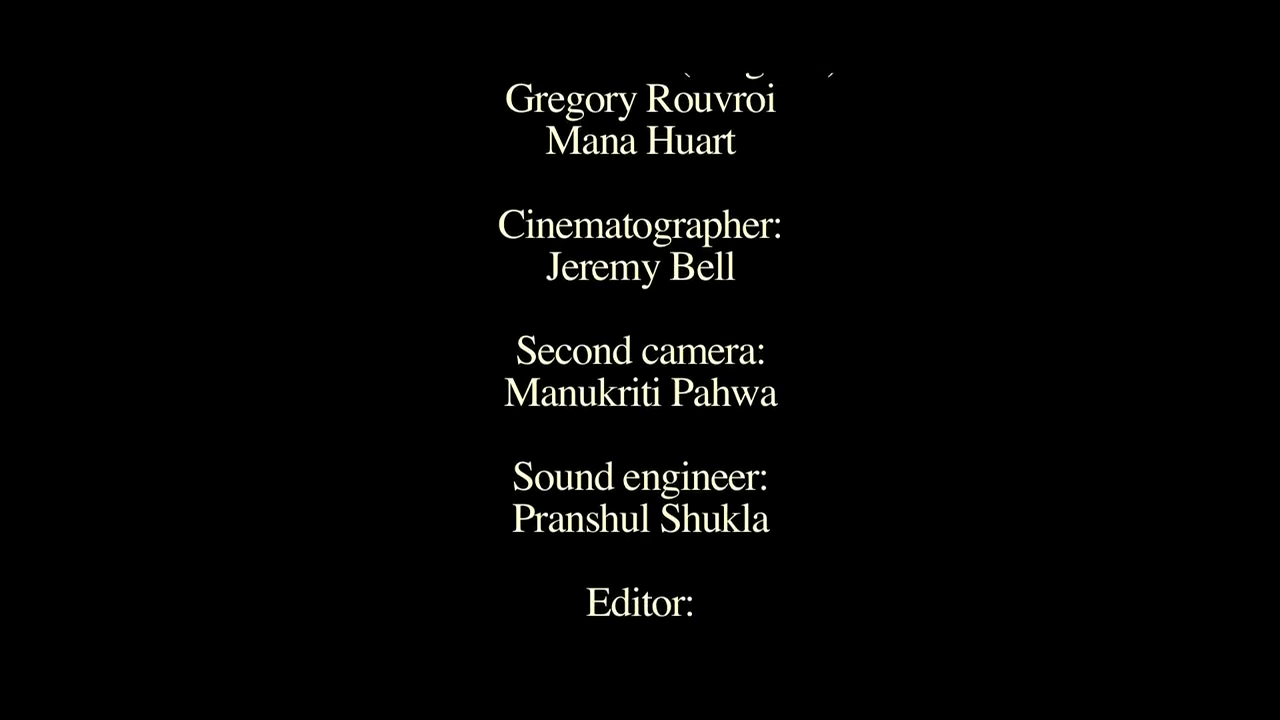 Gregory Rouvroi
Mana Huart
Cinematographer:
Jeremy Bell
Second camera:
Manukriti Pahwa
Sound engineer:
Pranshul Shukla
Editor: